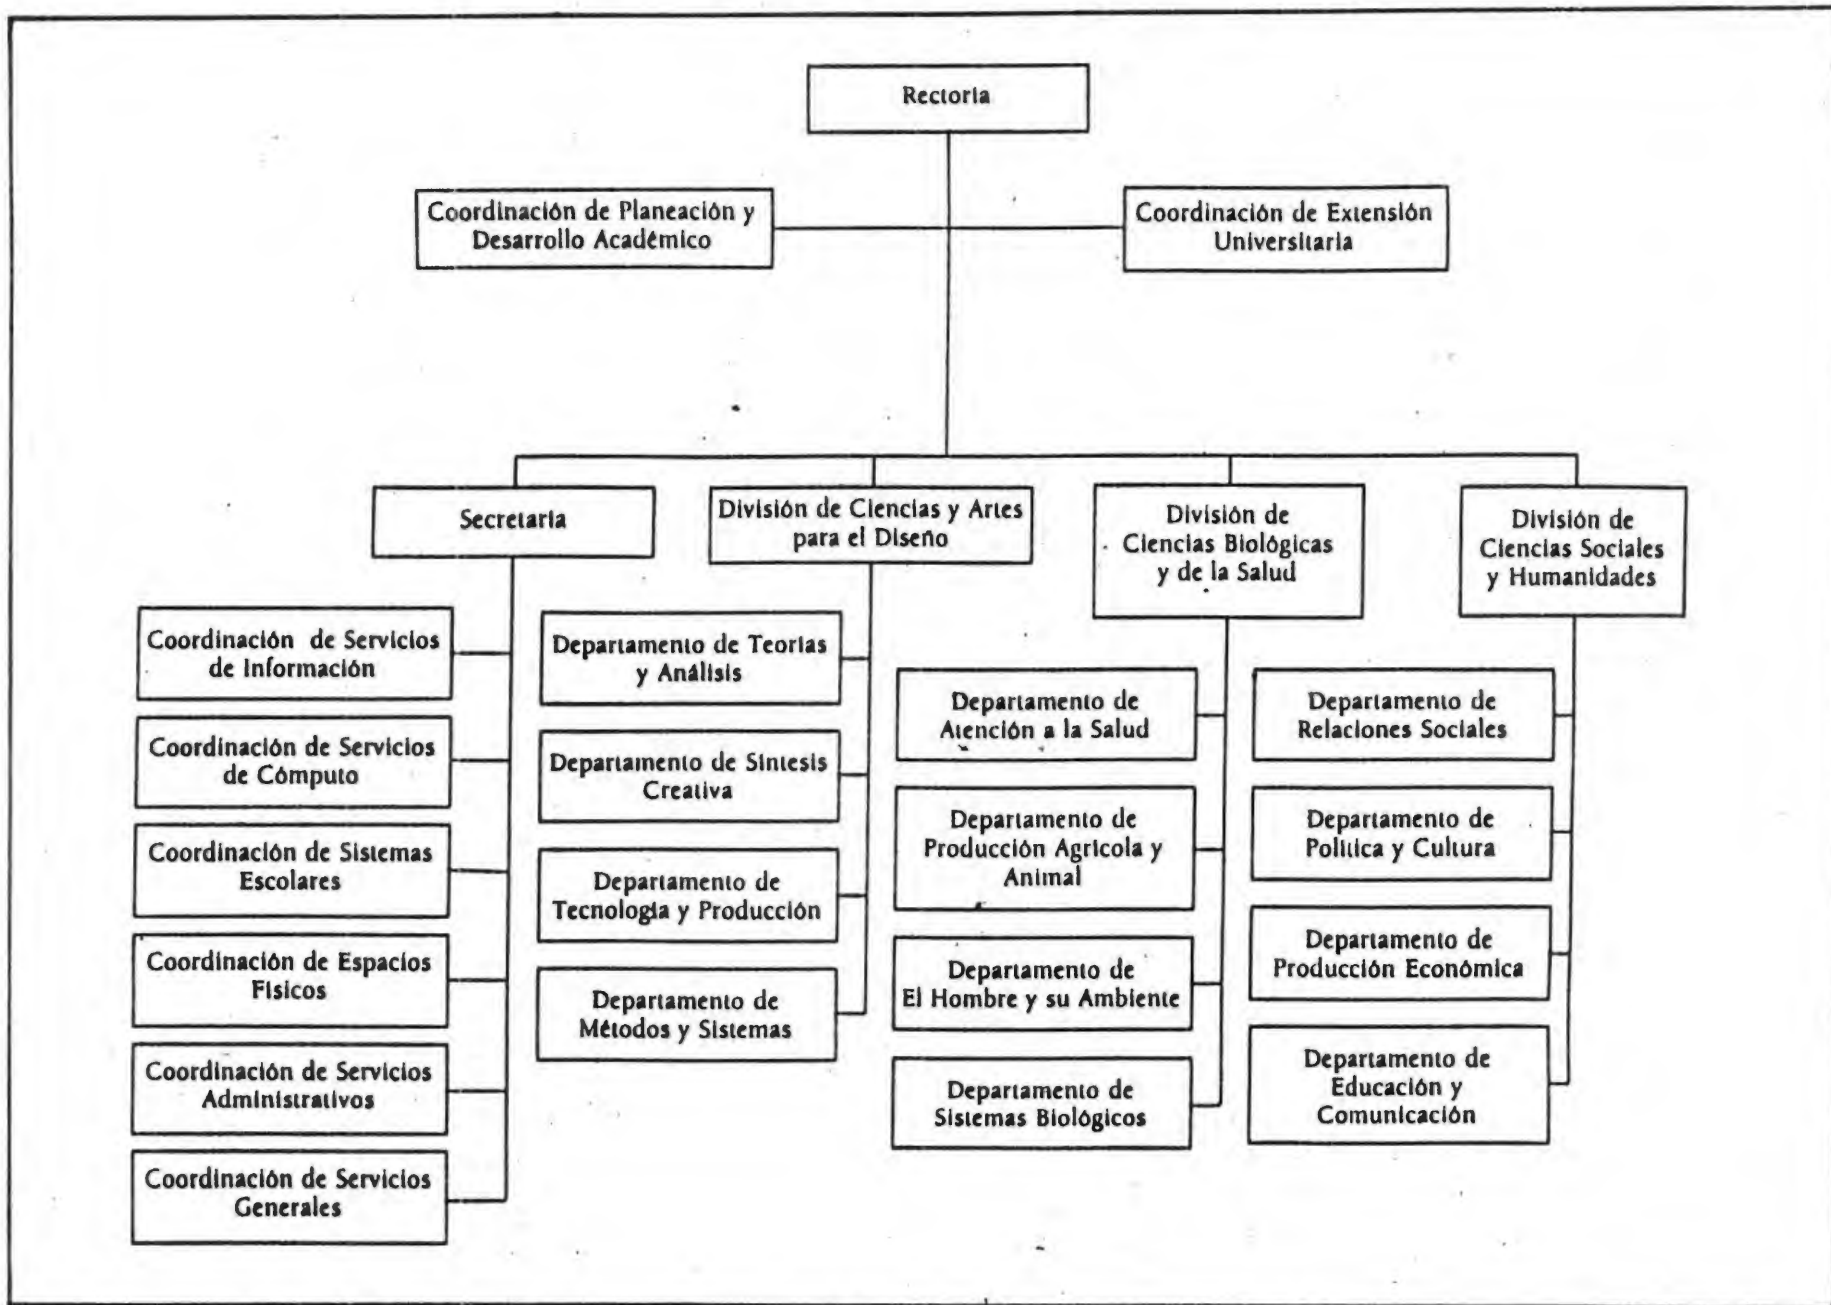 Rectoría
Coordinación de Planeación y
Desarrollo Académico
Coordinación de Extensión
Universitaria
Secretaría
División de Ciencias y Artes
para el Diseño
División de
Ciencias Biológicas
y de la Salud
División de
Ciencias Sociales
y Humanidades
Coordinación de Servicios
de Información
Coordinación de Servicios
de Cómputo
Coordinación de Sistemas
Escolares
Coordinación de Espacios
Físicos
Coordinación de Servicios
Administrativos
Coordinación de Servicios
Generales
Departamento de Teorías
y Análisis
Departamento de Síntesis
Creativa
Departamento de
Tecnología y Producción
Departamento de
Métodos y Sistemas
Departamento de
Atención a la Salud
Departamento de
Producción Agrícola y
Animal
Departamento de
El Hombre y su Ambiente
Departamento de
Sistemas Biológicos
Departamento de
Relaciones Sociales
Departamento de
Política y Cultura
Departamento de
Producción Económica
Departamento de
Educación y
Comunicación